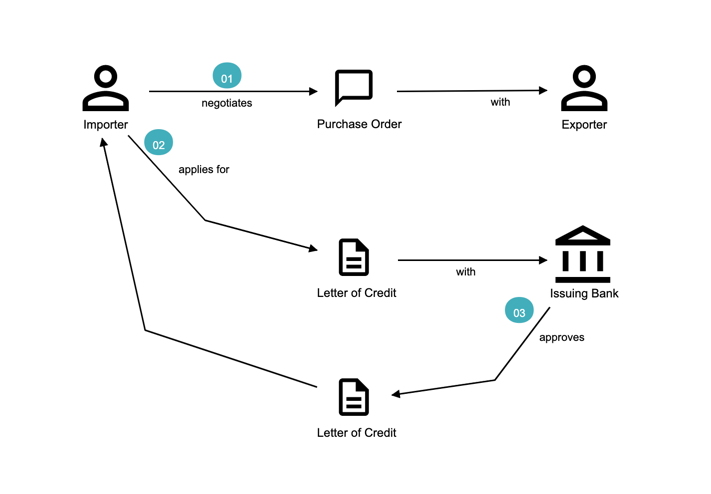 01
negotiates
with
Importer
Purchase Order
Exporter
02
applies for
with
Letter of Credit
Issuing Bank
03
approves
Letter of Credit